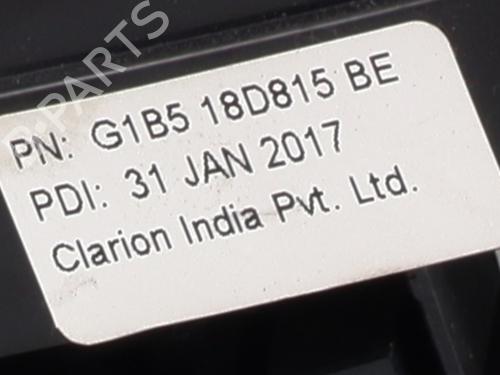 B-PARTS
PN: G1B5 18D815 BE
PDI: 31 JAN 2017
Clarion India Pvt. Ltd.